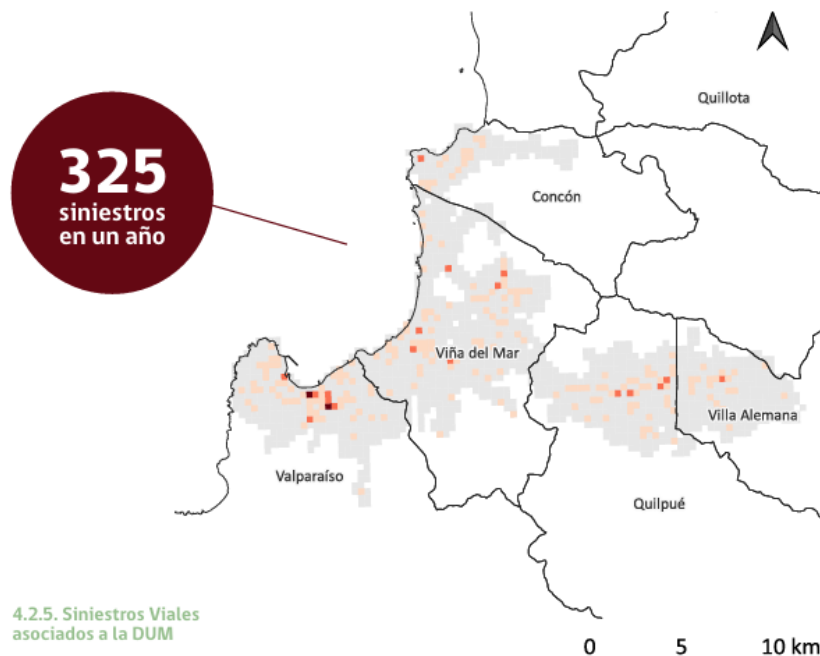 Quillota
325
siniestros
en un año
Concón
Viña del Mar
Villa Alemana
Valparaíso
Quilpué
4.2.5. Siniestros Viales
asociados a la DUM
0 5 10 km